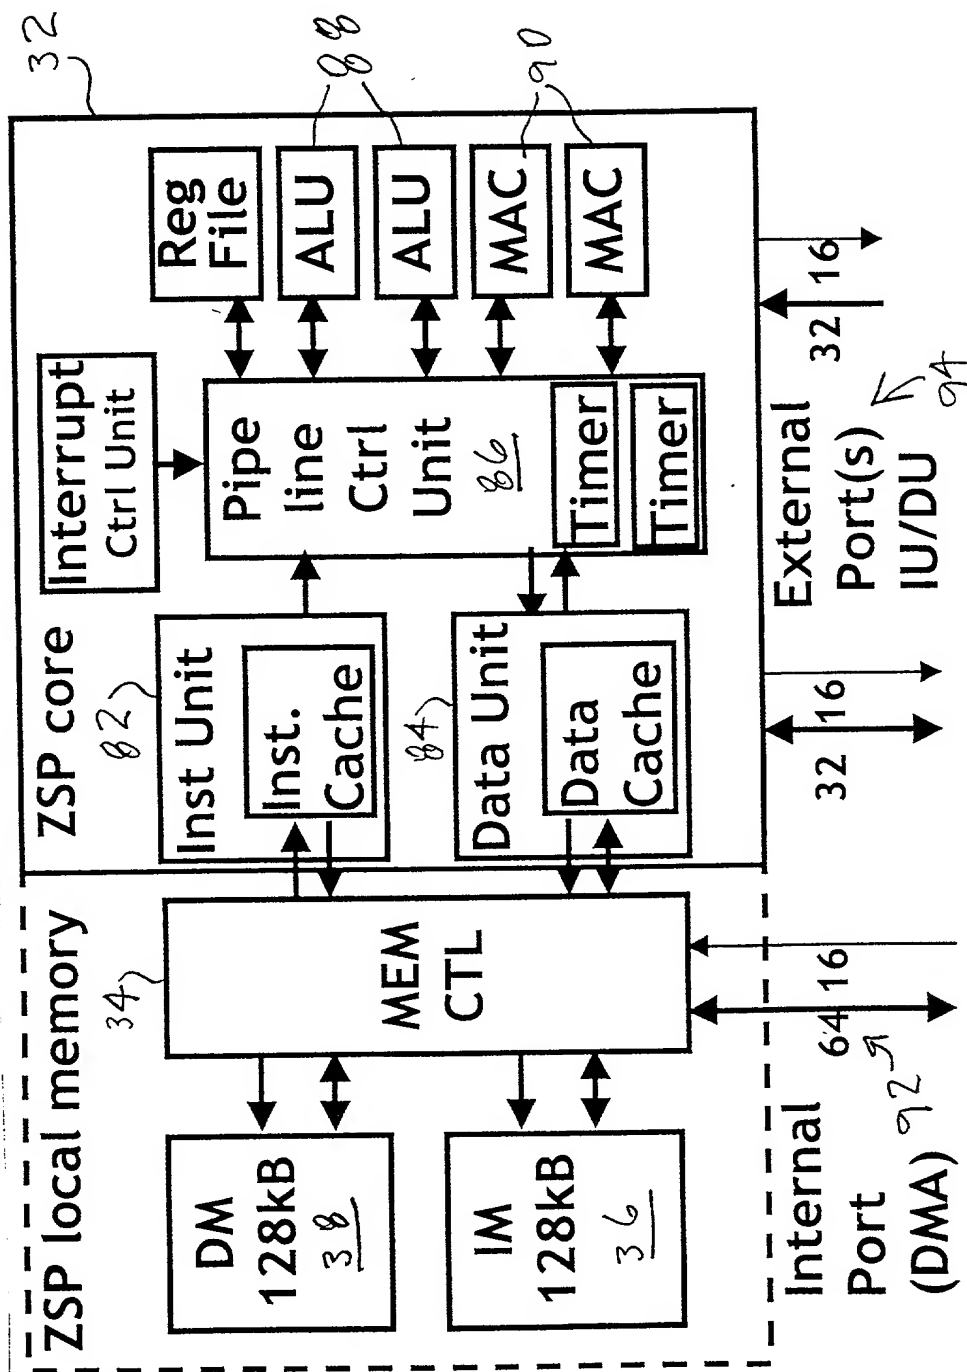 ZSP local memory
ZSP core
32
DM
128kB
38
IM
128kB
36
34
MEM
CTL
82
Inst Unit
Inst.
Cache
84
Data Unit
Data
Cache
Interrupt
Ctrl Unit
Pipe
line
Ctrl
Unit
86
Timer
Timer
Reg
File
ALU
ALU
88
MAC
MAC
90
Internal
Port
(DMA)
92
64
16
32
16
External
Port(s)
IU/DU
94
32
16